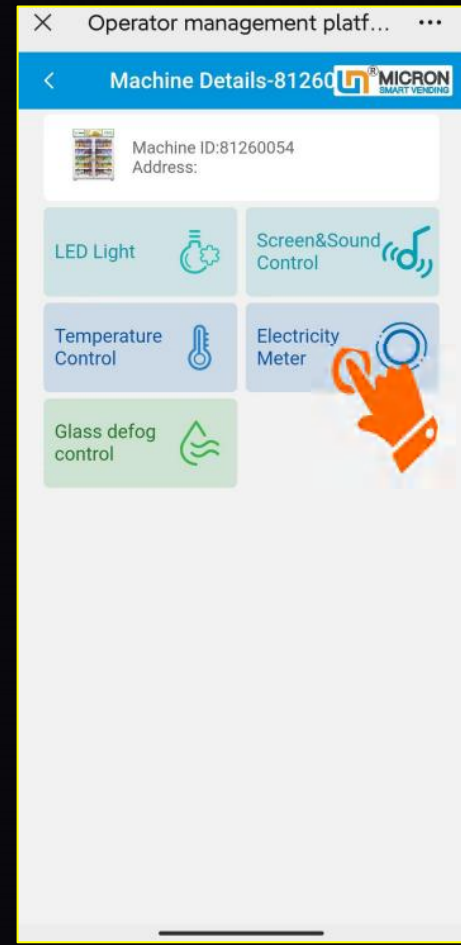 Operator management platf...
Machine Details-81260
®MICRON
SMART VENDING
Machine ID:81260054
Address:
LED Light
Screen&Sound
Control
Temperature
Control
Electricity
Meter
Glass defog
control